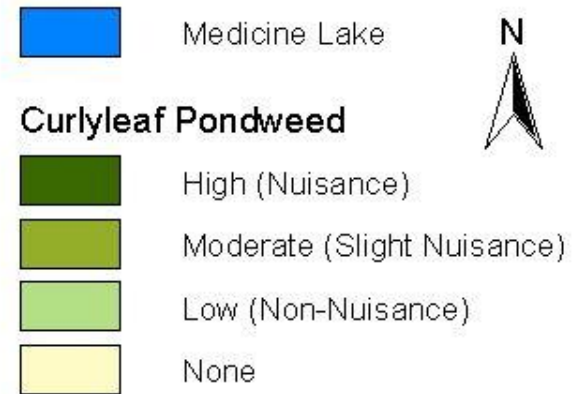 Medicine Lake
N
Curlyleaf Pondweed
High (Nuisance)
Moderate (Slight Nuisance)
Low (Non-Nuisance)
None